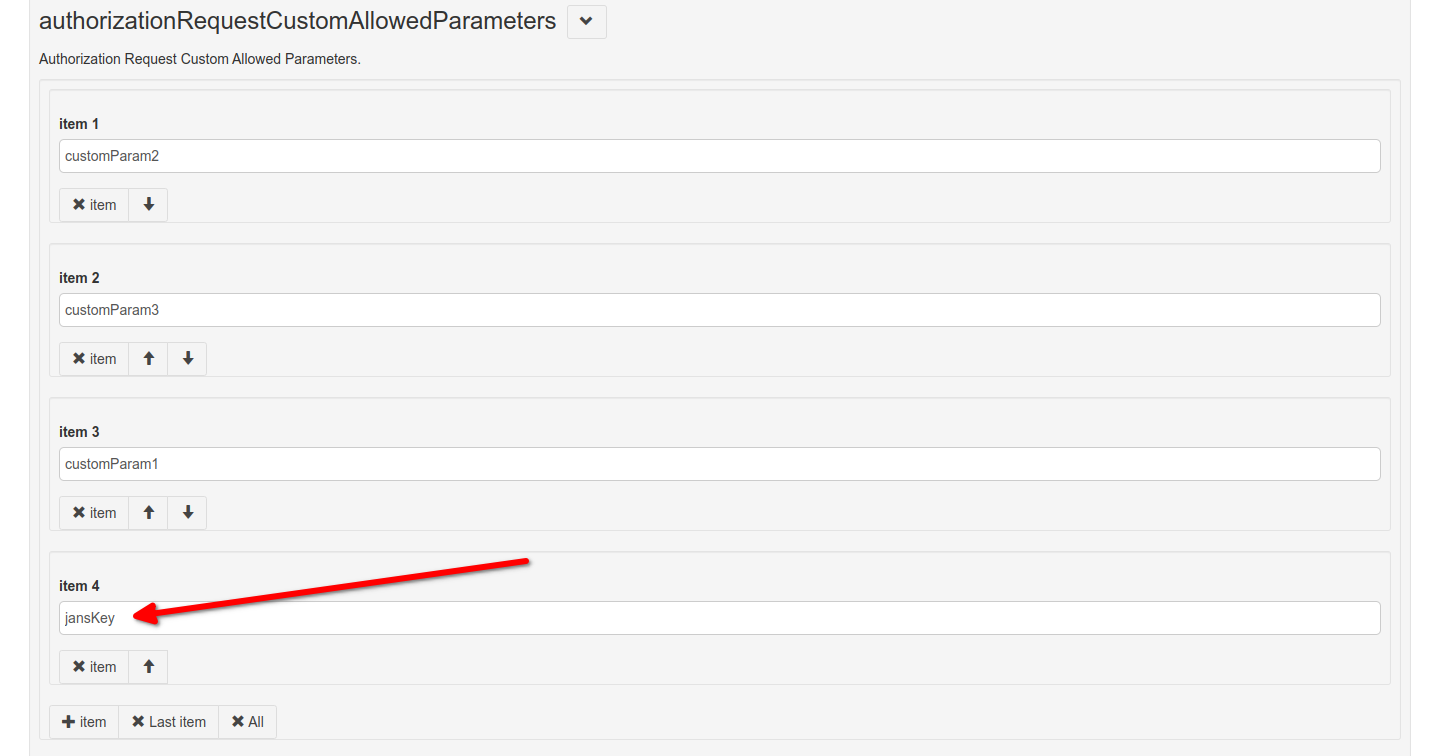 authorizationRequestCustomAllowedParameters
Authorization Request Custom Allowed Parameters.
item 1
customParam2
item
item 2
customParam3
item
item 3
customParam1
item
item 4
jansKey
item
item Last item All